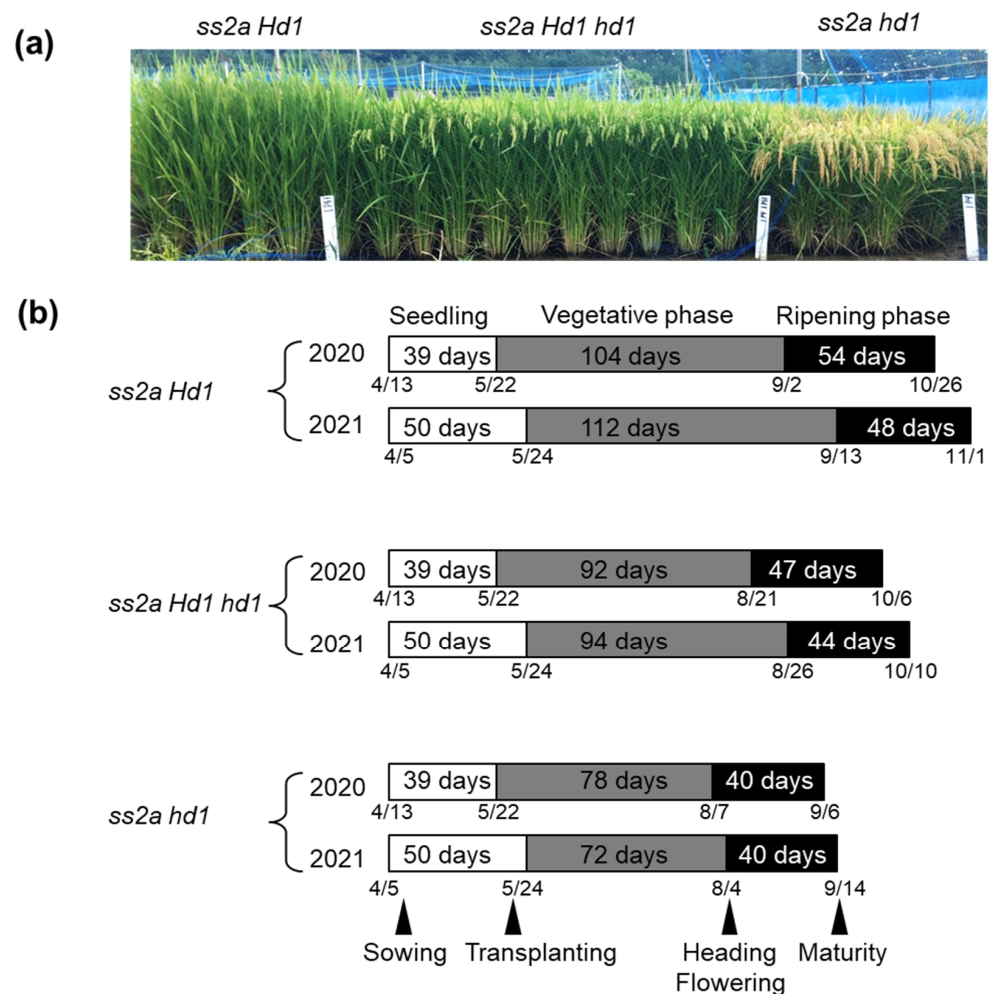 (a)
ss2a Hd1 ss2a Hd1 hd1 ss2a hd1
(b)
Seedling Vegetative phase Ripening phase
ss2a Hd1
2020 39 days 104 days 54 days
4/13 5/22 9/2 10/26
2021 50 days 112 days 48 days
4/5 5/24 9/13 11/1
ss2a Hd1 hd1
2020 39 days 92 days 47 days
4/13 5/22 8/21 10/6
2021 50 days 94 days 44 days
4/5 5/24 8/26 10/10
ss2a hd1
2020 39 days 78 days 40 days
4/13 5/22 8/7 9/6
2021 50 days 72 days 40 days
4/5 5/24 8/4 9/14
Sowing Transplanting Heading Maturity
Flowering